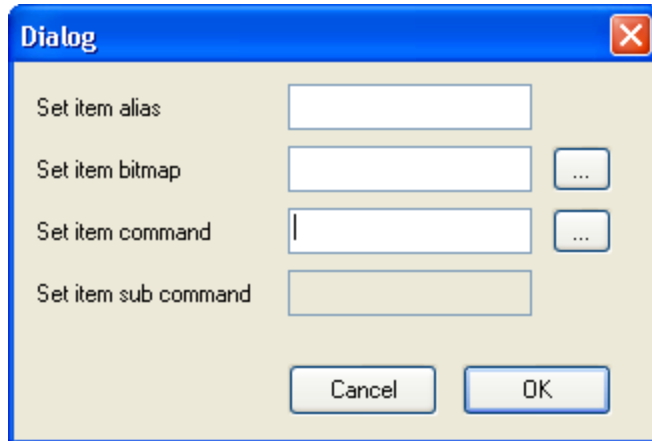 Dialog
Set item alias
Set item bitmap ...
Set item command ...
Set item sub command
Cancel OK